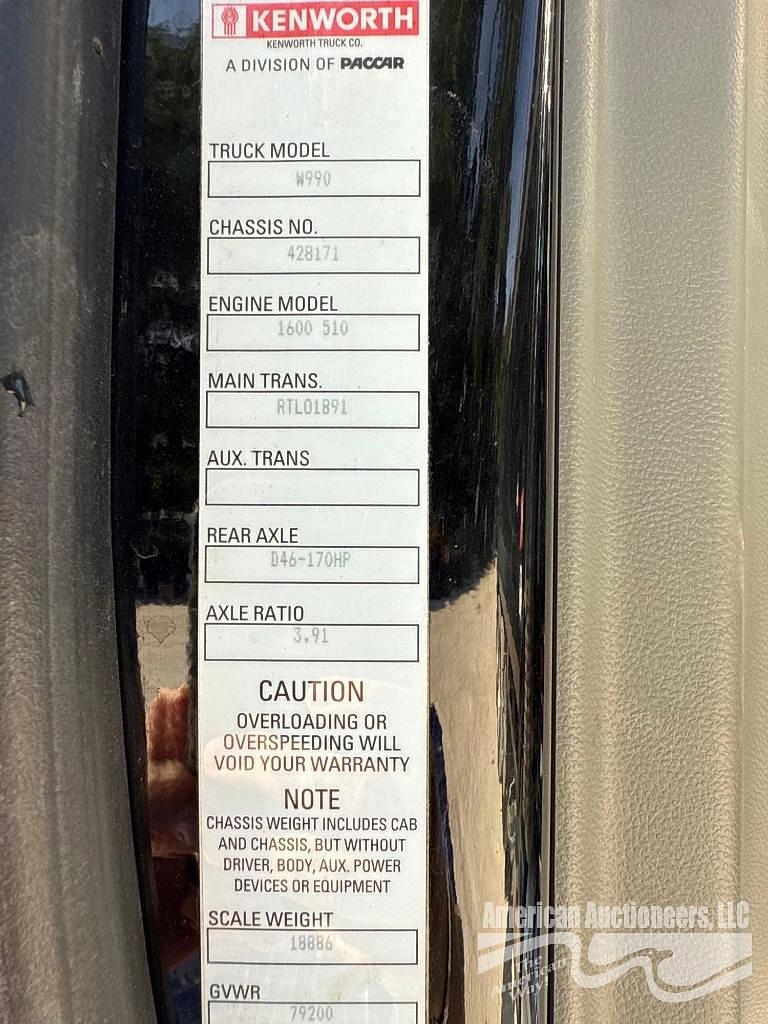 KENWORTH
KENWORTH TRUCK CO.
A DIVISION OF PACCAR
TRUCK MODEL
W990
CHASSIS NO.
428171
ENGINE MODEL
1600 510
MAIN TRANS.
RTLO1891
AUX. TRANS
REAR AXLE
D46-170HP
AXLE RATIO
3.91
CAUTION
OVERLOADING OR
OVERSPEEDING WILL
VOID YOUR WARRANTY
NOTE
CHASSIS WEIGHT INCLUDES CAB
AND CHASSIS, BUT WITHOUT
DRIVER, BODY, AUX. POWER
DEVICES OR EQUIPMENT
SCALE WEIGHT
18886
GVWR
79200
American Auctioneers, LLC
The
American
Way